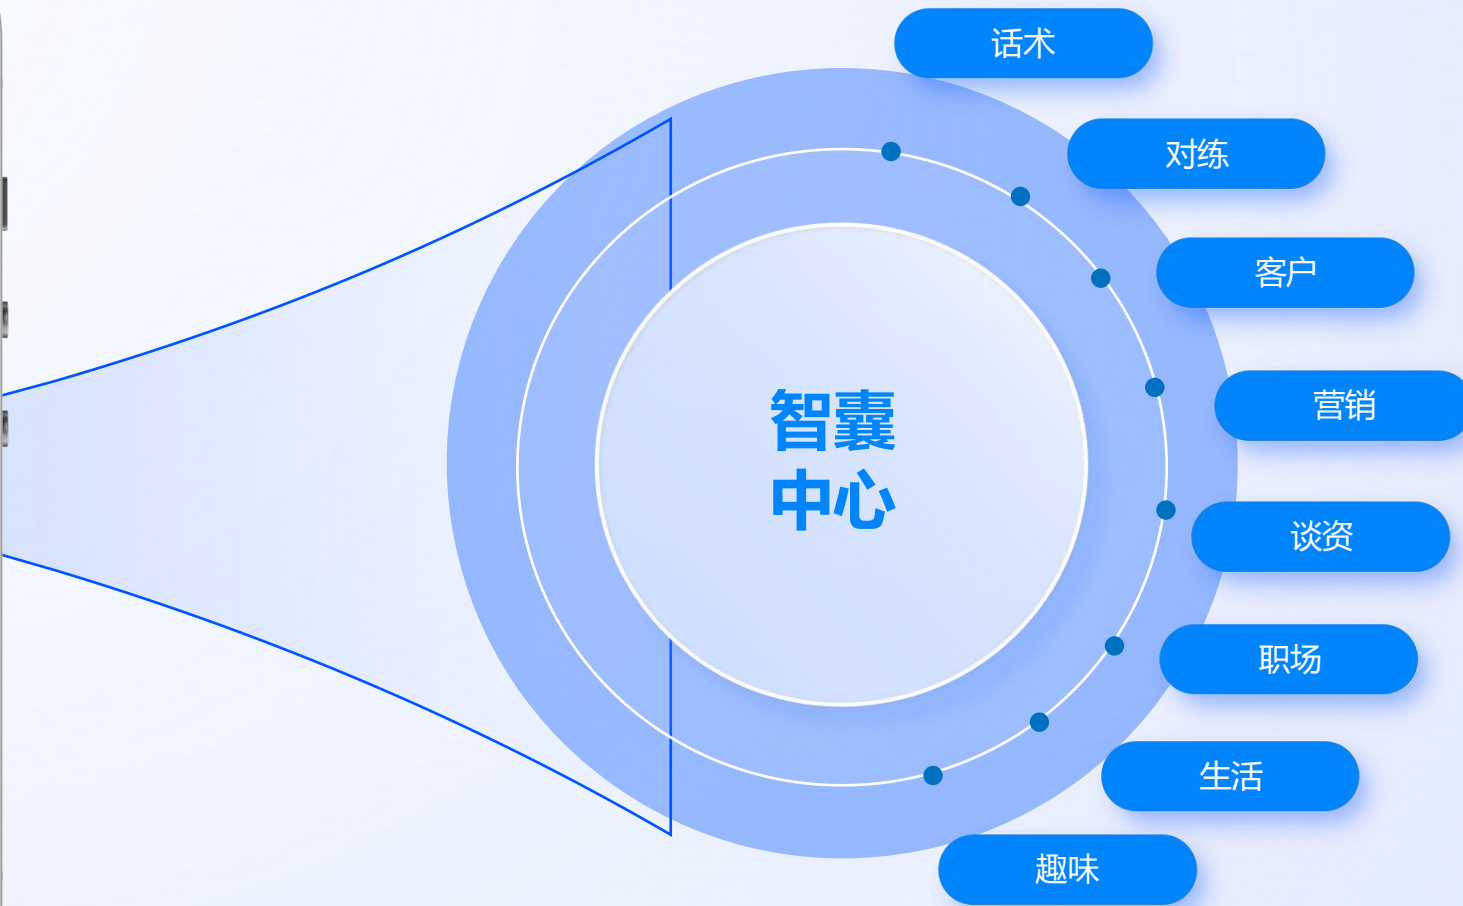 话术
对练
客户
智囊
中心
营销
谈资
职场
生活
趣味